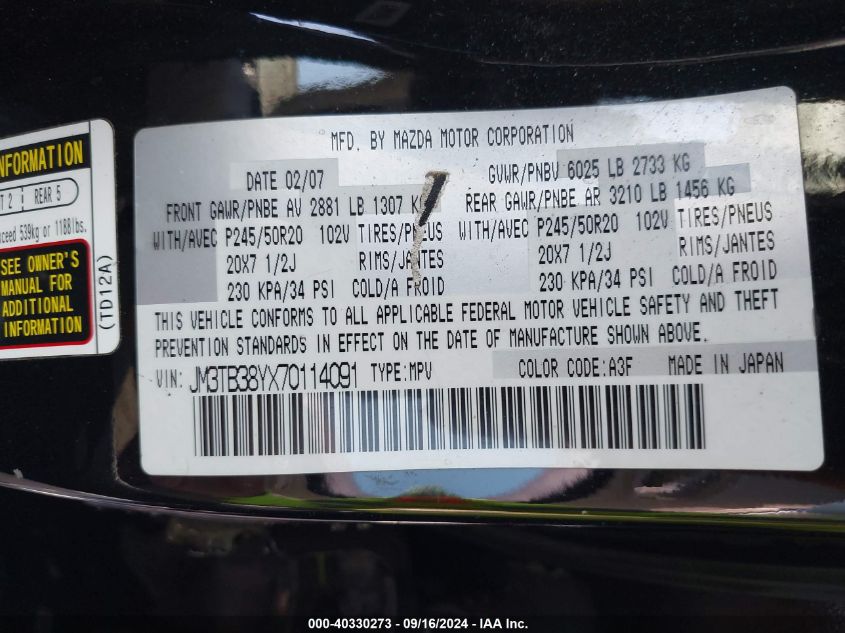 NFORMATION
T 2 REAR 5
xceed 539kg or 1188lbs.
SEE OWNER'S
MANUAL FOR
ADDITIONAL
INFORMATION
(TD12A)
MFD. BY MAZDA MOTOR CORPORATION
DATE 02/07 GVWR/PNBV 6025 LB 2733 KG
FRONT GAWR/PNBE AV 2881 LB 1307 KG REAR GAWR/PNBE AR 3210 LB 1456 KG
WITH/AVEC P245/50R20 102V TIRES/PNEUS WITH/AVEC P245/50R20 102V TIRES/PNEUS
20X7 1/2J RIMS/JANTES 20X7 1/2J RIMS/JANTES
230 KPA/34 PSI COLD/A FROID 230 KPA/34 PSI COLD/A FROID
THIS VEHICLE CONFORMS TO ALL APPLICABLE FEDERAL MOTOR VEHICLE SAFETY AND THEFT
PREVENTION STANDARDS IN EFFECT ON THE DATE OF MANUFACTURE SHOWN ABOVE.
VIN: JM3TB38YX70114091 TYPE:MPV COLOR CODE:A3F MADE IN JAPAN
000-40330273 - 09/16/2024 - IAA Inc.